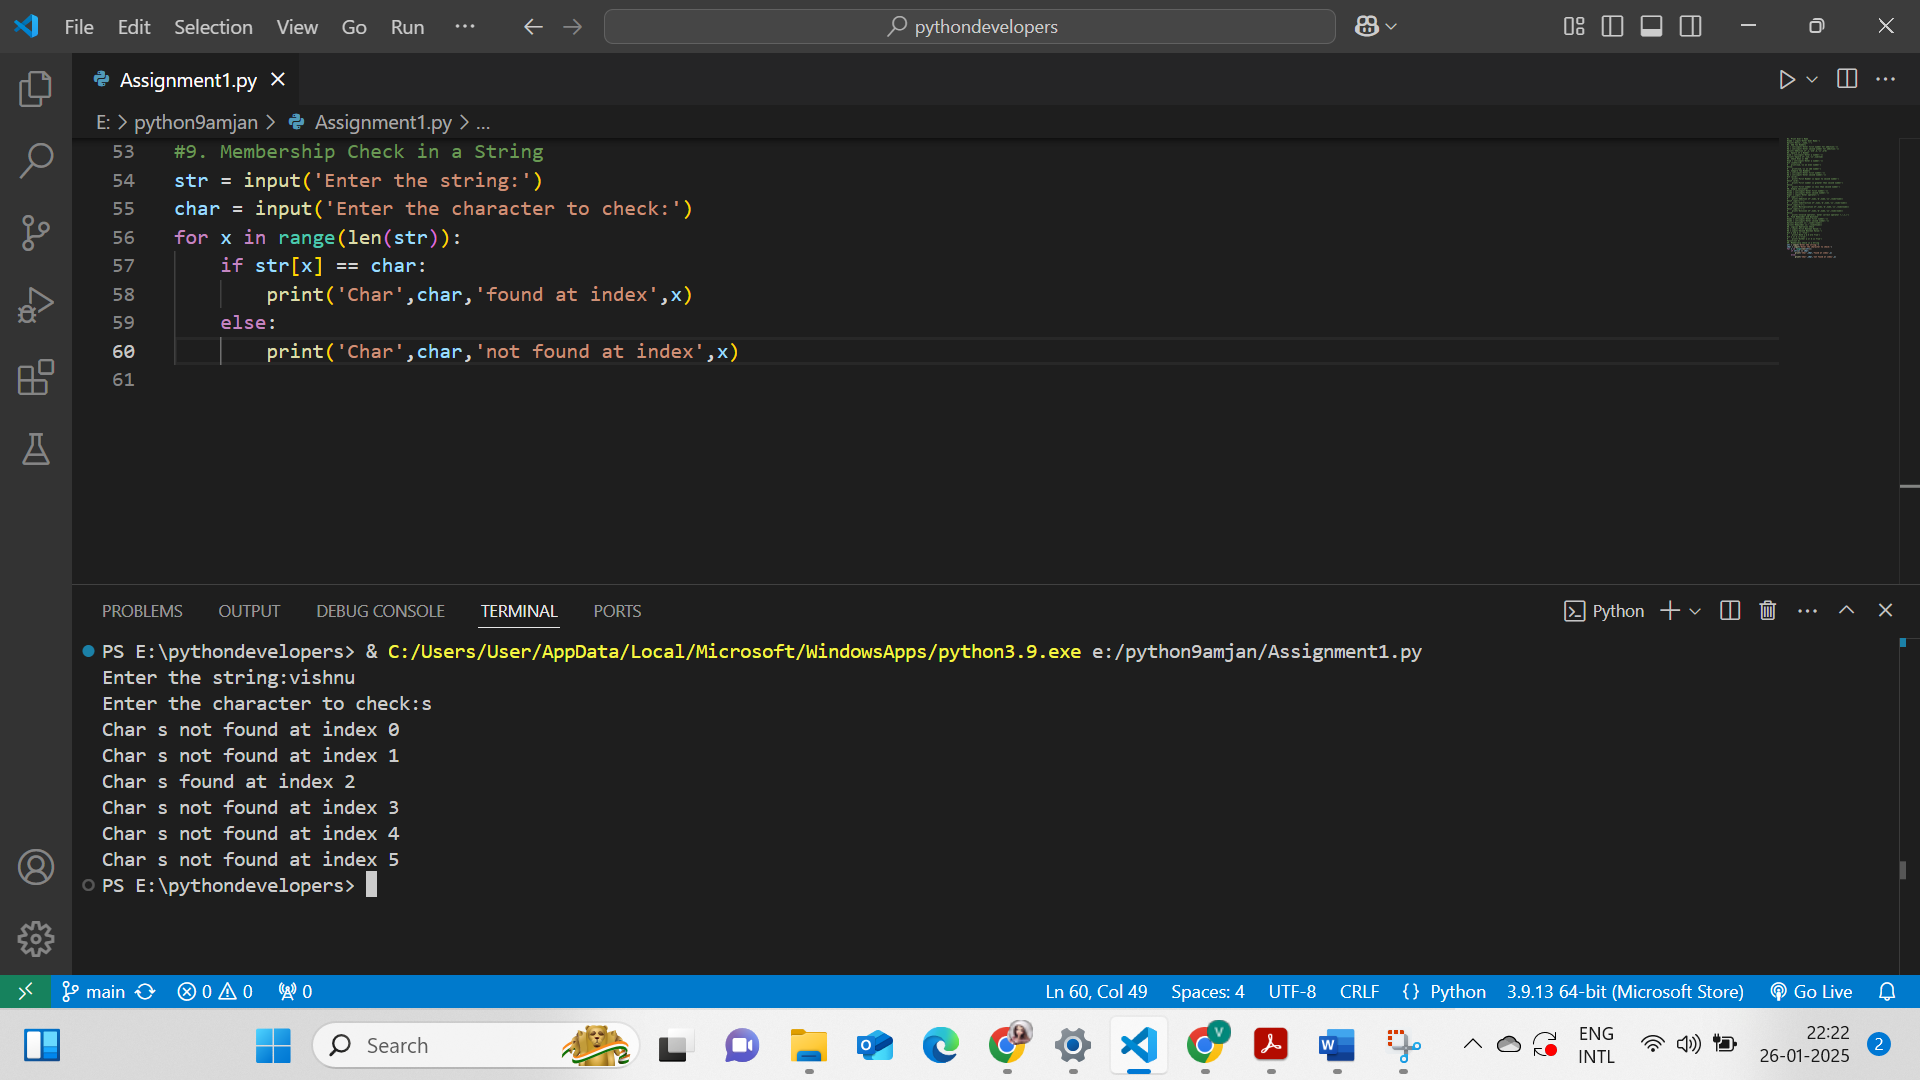 File Edit Selection View Go Run ··· pythondevelopers
Assignment1.py
E: > python9amjan > Assignment1.py > ...
53 #9. Membership Check in a String
54 str = input('Enter the string:')
55 char = input('Enter the character to check:')
56 for x in range(len(str)):
57     if str[x] == char:
58         print('Char',char,'found at index',x)
59     else:
60         print('Char',char,'not found at index',x)
61
PROBLEMS OUTPUT DEBUG CONSOLE TERMINAL PORTS Python
PS E:\pythondevelopers> & C:/Users/User/AppData/Local/Microsoft/WindowsApps/python3.9.exe e:/python9amjan/Assignment1.py
Enter the string:vishnu
Enter the character to check:s
Char s not found at index 0
Char s not found at index 1
Char s found at index 2
Char s not found at index 3
Char s not found at index 4
Char s not found at index 5
PS E:\pythondevelopers>
main 0 0 0 Ln 60, Col 49 Spaces: 4 UTF-8 CRLF {} Python 3.9.13 64-bit (Microsoft Store) Go Live
Search V ENG 22:22
INTL 26-01-2025 2